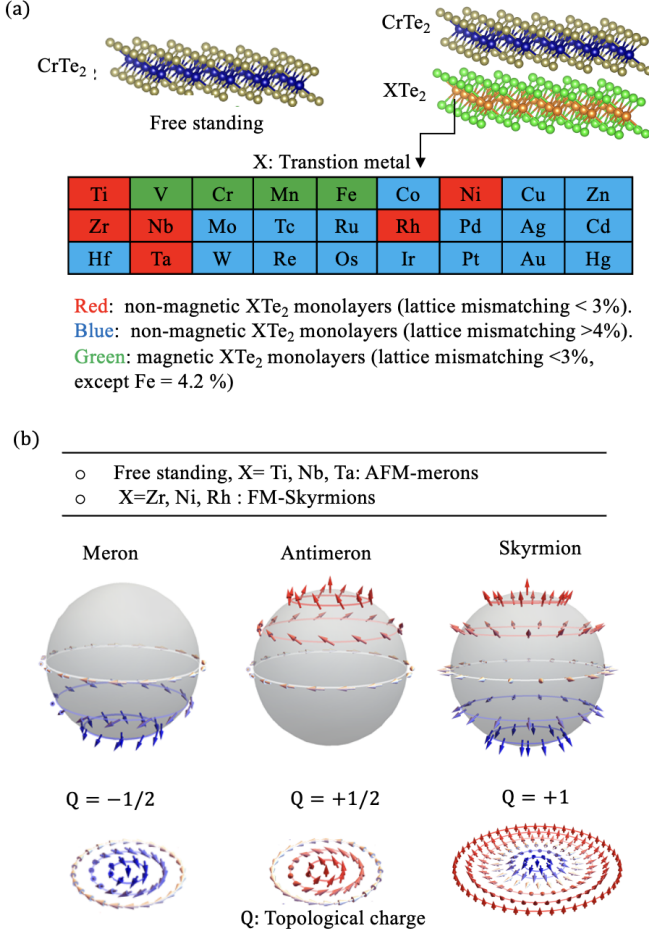 (a)
CrTe₂
CrTe₂ :
XTe₂
Free standing
X: Transtion metal
Ti V Cr Mn Fe Co Ni Cu Zn
Zr Nb Mo Tc Ru Rh Pd Ag Cd
Hf Ta W Re Os Ir Pt Au Hg
Red: non-magnetic XTe₂ monolayers (lattice mismatching < 3%).
Blue: non-magnetic XTe₂ monolayers (lattice mismatching >4%).
Green: magnetic XTe₂ monolayers (lattice mismatching <3%,
except Fe = 4.2 %)
(b)
○ Free standing, X= Ti, Nb, Ta: AFM-merons
○ X=Zr, Ni, Rh : FM-Skyrmions
Meron Antimeron Skyrmion
Q = −1/2 Q = +1/2 Q = +1
Q: Topological charge